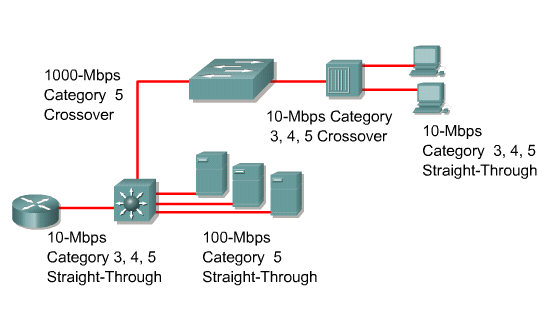 1000-Mbps
Category 5
Crossover
10-Mbps Category
3, 4, 5 Crossover
10-Mbps
Category 3, 4, 5
Straight-Through
10-Mbps
Category 3, 4, 5
Straight-Through
100-Mbps
Category 5
Straight-Through